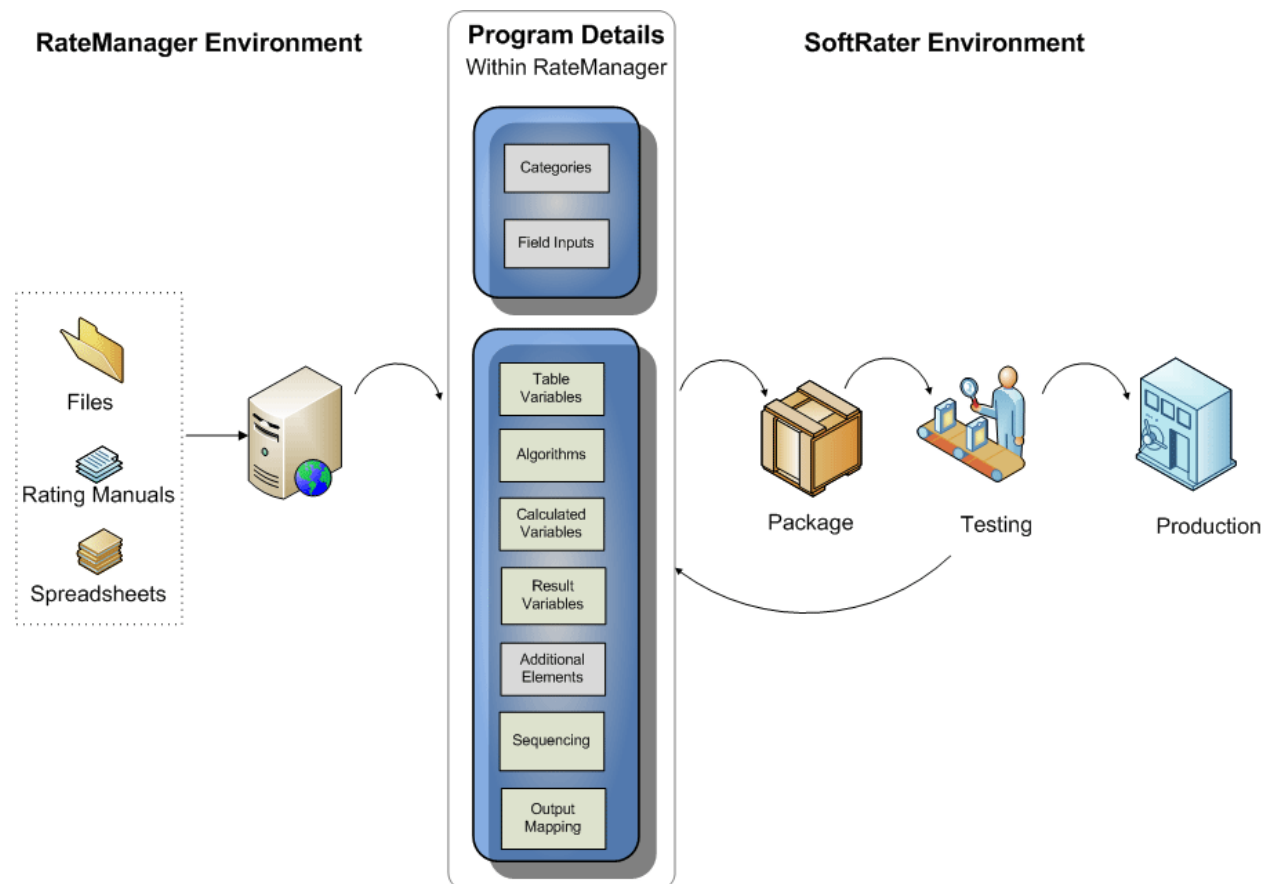 RateManager Environment
Program Details
Within RateManager
SoftRater Environment
Categories
Field Inputs
Files
Rating Manuals
Spreadsheets
Table
Variables
Algorithms
Calculated
Variables
Result
Variables
Additional
Elements
Sequencing
Output
Mapping
Package
Testing
Production